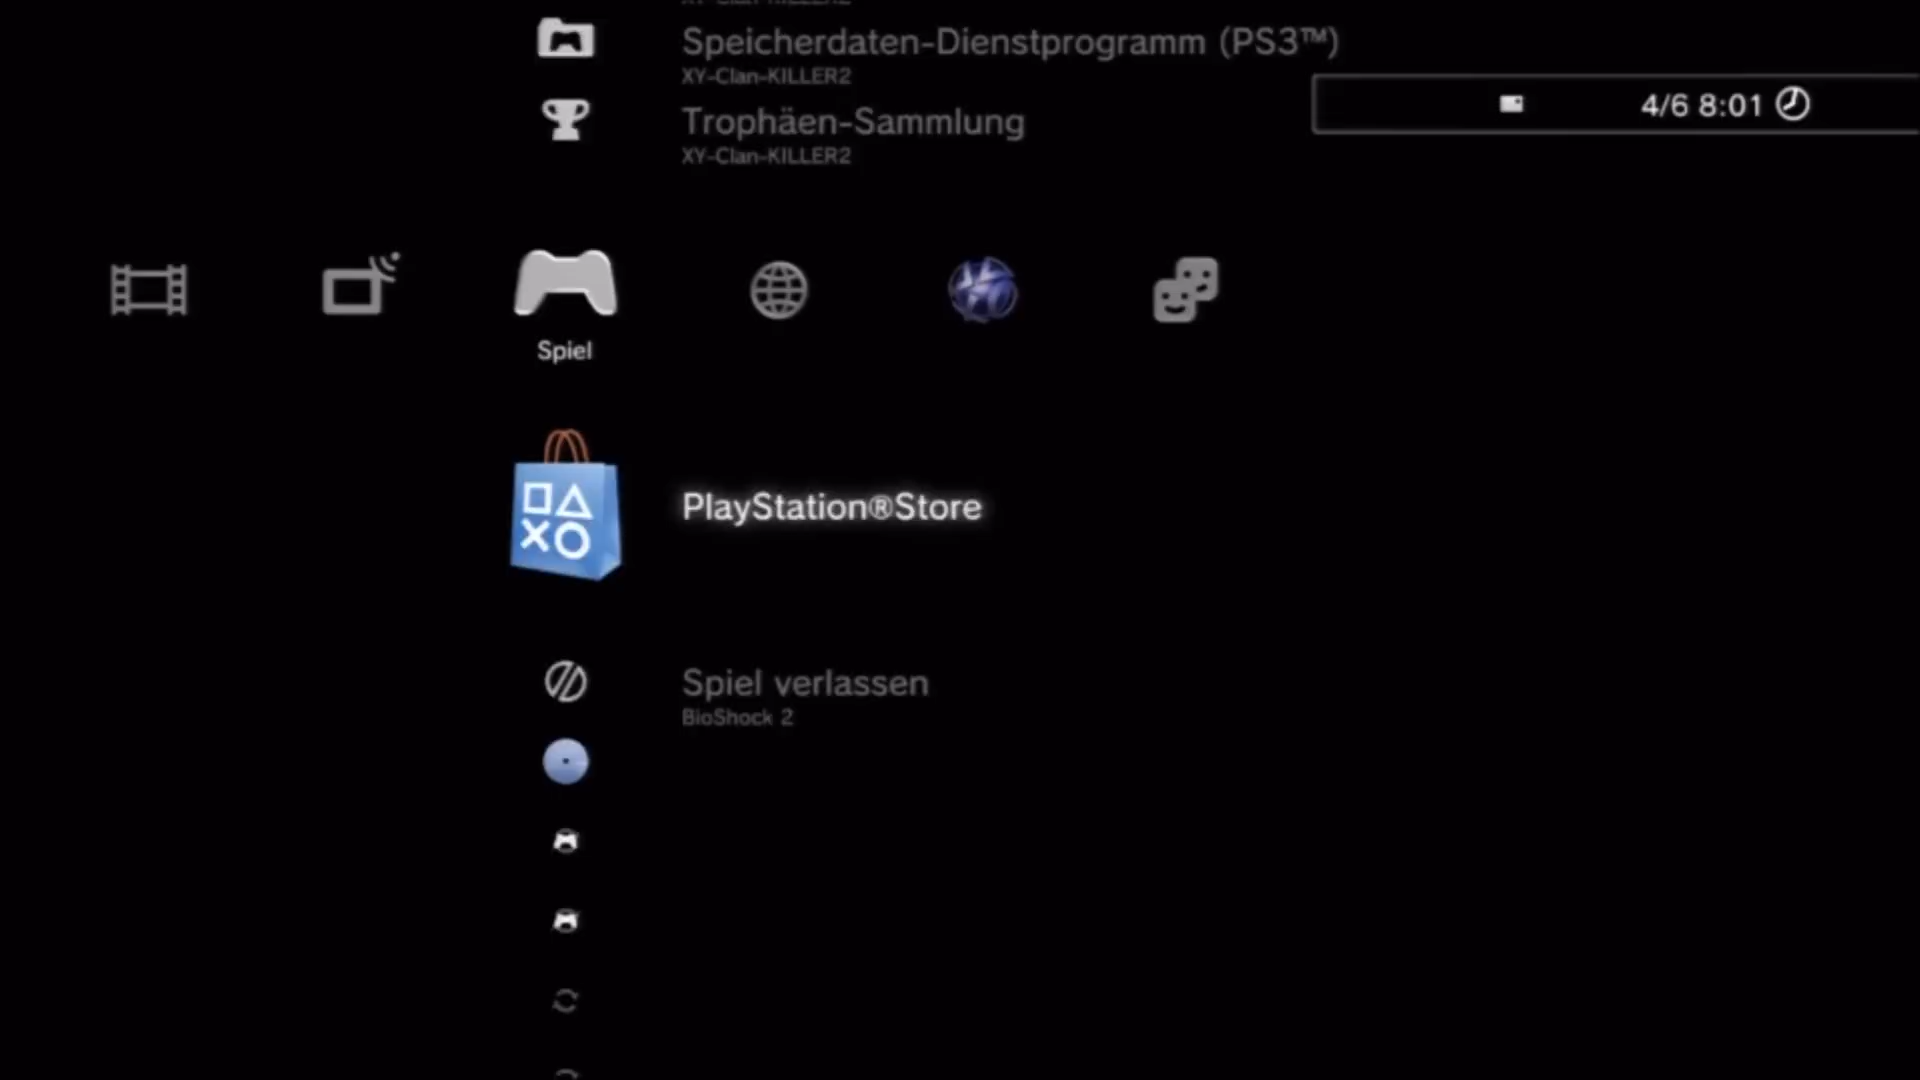 Speicherdaten-Dienstprogramm (PS3™)
XY-Clan-KILLER2
4/6 8:01
Trophäen-Sammlung
XY-Clan-KILLER2
Spiel
PlayStation®Store
Spiel verlassen
BioShock 2